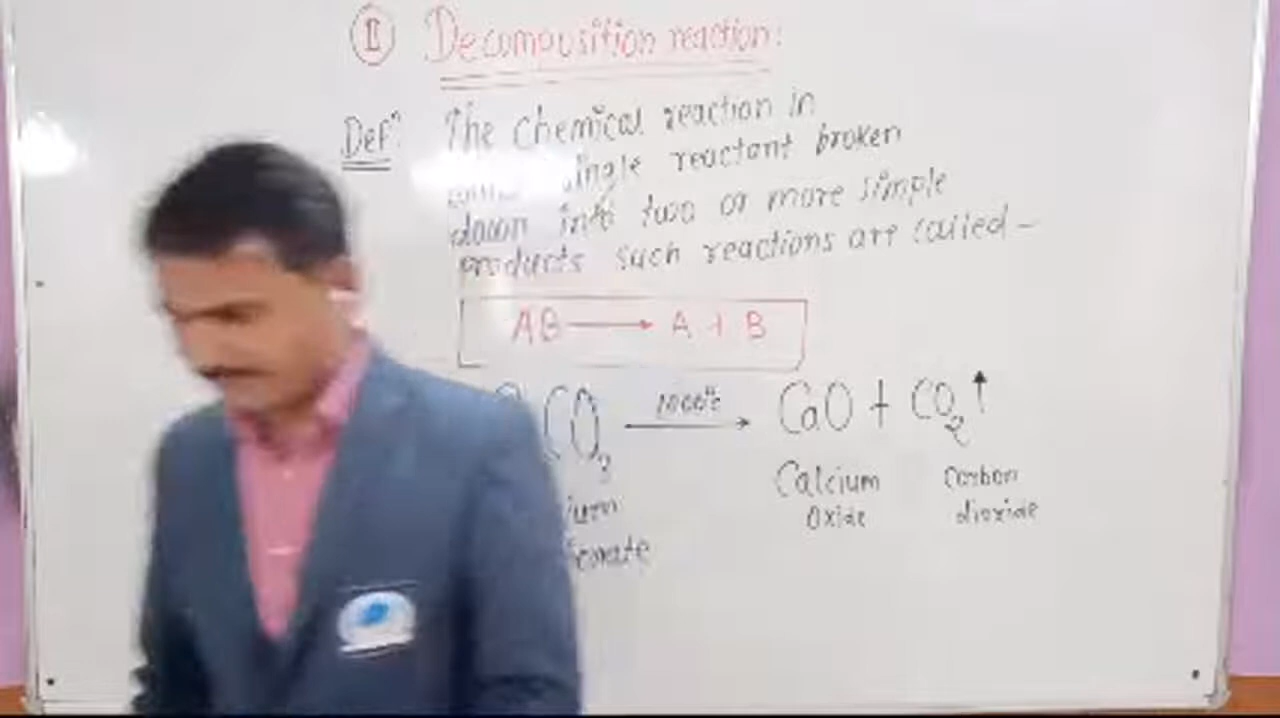 II Decomposition reaction:
Defⁿ: The chemical reaction in
single reactant broken
down into two or more simple
products such reactions are called –
AB → A + B
CO₃ —1000°c→ CaO + CO₂ ↑
Calcium Carbon
Oxide dioxide